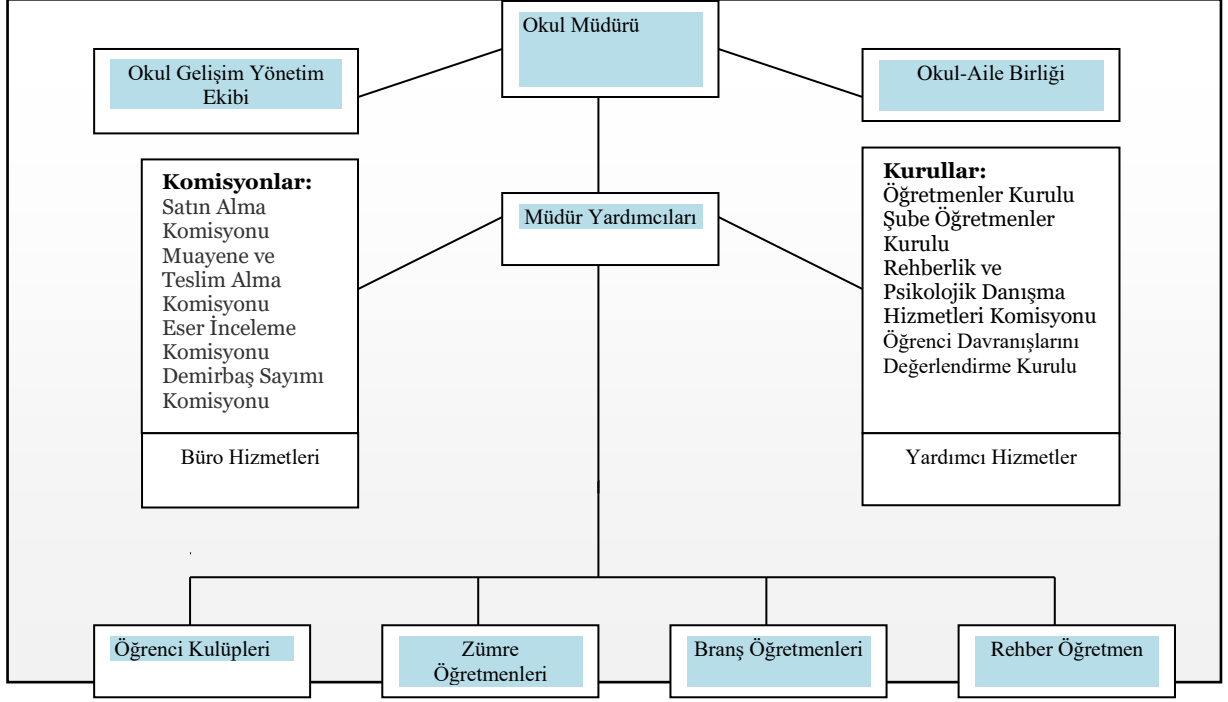 Okul Müdürü
Okul Gelişim Yönetim
Ekibi
Okul-Aile Birliği
Komisyonlar:
Satın Alma
Komisyonu
Muayene ve
Teslim Alma
Komisyonu
Eser İnceleme
Komisyonu
Demirbaş Sayımı
Komisyonu
Müdür Yardımcıları
Kurullar:
Öğretmenler Kurulu
Şube Öğretmenler
Kurulu
Rehberlik ve
Psikolojik Danışma
Hizmetleri Komisyonu
Öğrenci Davranışlarını
Değerlendirme Kurulu
Büro Hizmetleri
Yardımcı Hizmetler
Öğrenci Kulüpleri
Zümre
Öğretmenleri
Branş Öğretmenleri
Rehber Öğretmen